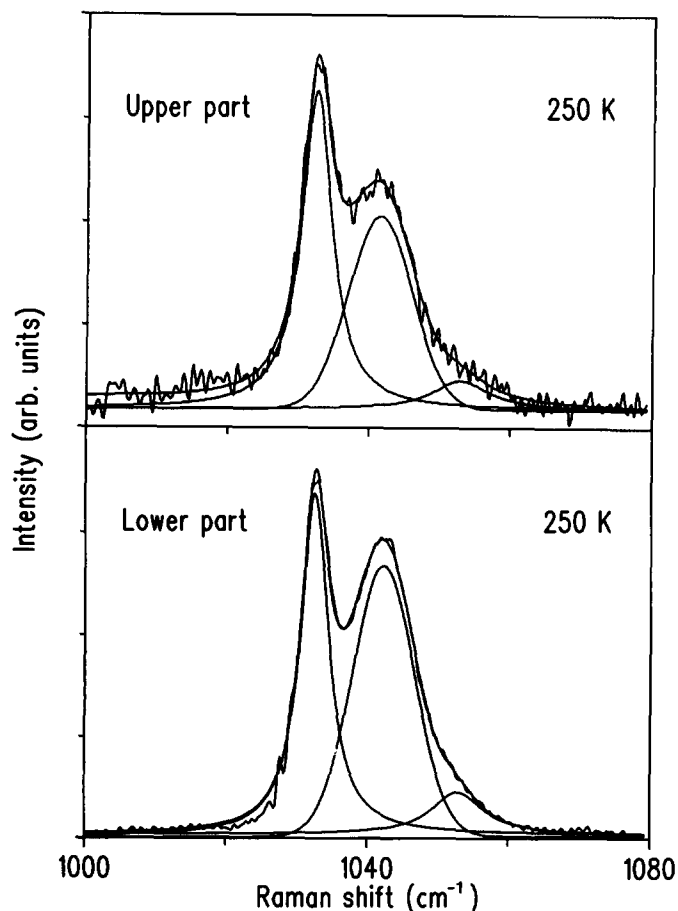 Upper part
250 K
Lower part
250 K
Intensity (arb. units)
1000
1040
1080
Raman shift (cm⁻¹)